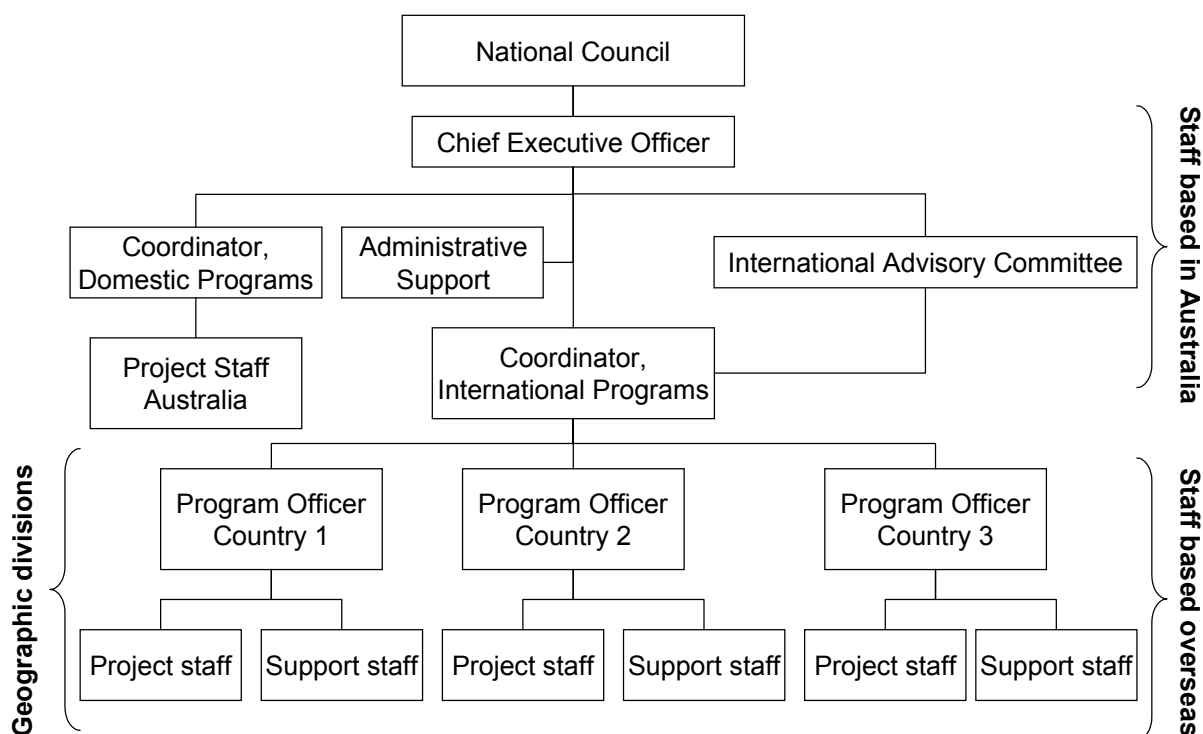 National Council
Chief Executive Officer
Coordinator,
Domestic Programs
Administrative
Support
International Advisory Committee
Project Staff
Australia
Coordinator,
International Programs
Staff based in Australia
Program Officer
Country 1
Program Officer
Country 2
Program Officer
Country 3
Project staff
Support staff
Project staff
Support staff
Project staff
Support staff
Geographic divisions
Staff based overseas